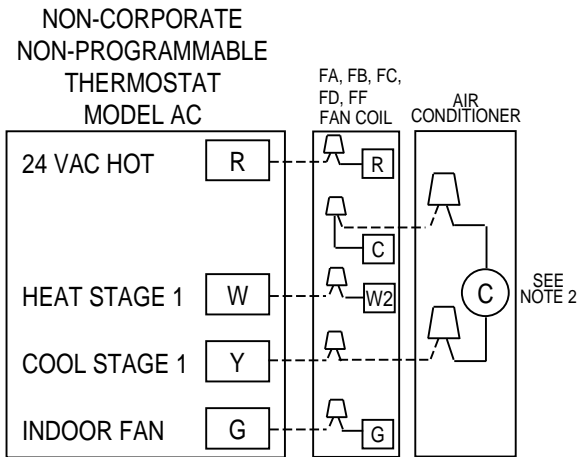 NON-CORPORATE
NON-PROGRAMMABLE
THERMOSTAT
MODEL AC
FA, FB, FC,
FD, FF
FAN COIL
AIR
CONDITIONER
24 VAC HOT
R
R
C
HEAT STAGE 1
W
W2
C
SEE
NOTE 2
COOL STAGE 1
Y
INDOOR FAN
G
G